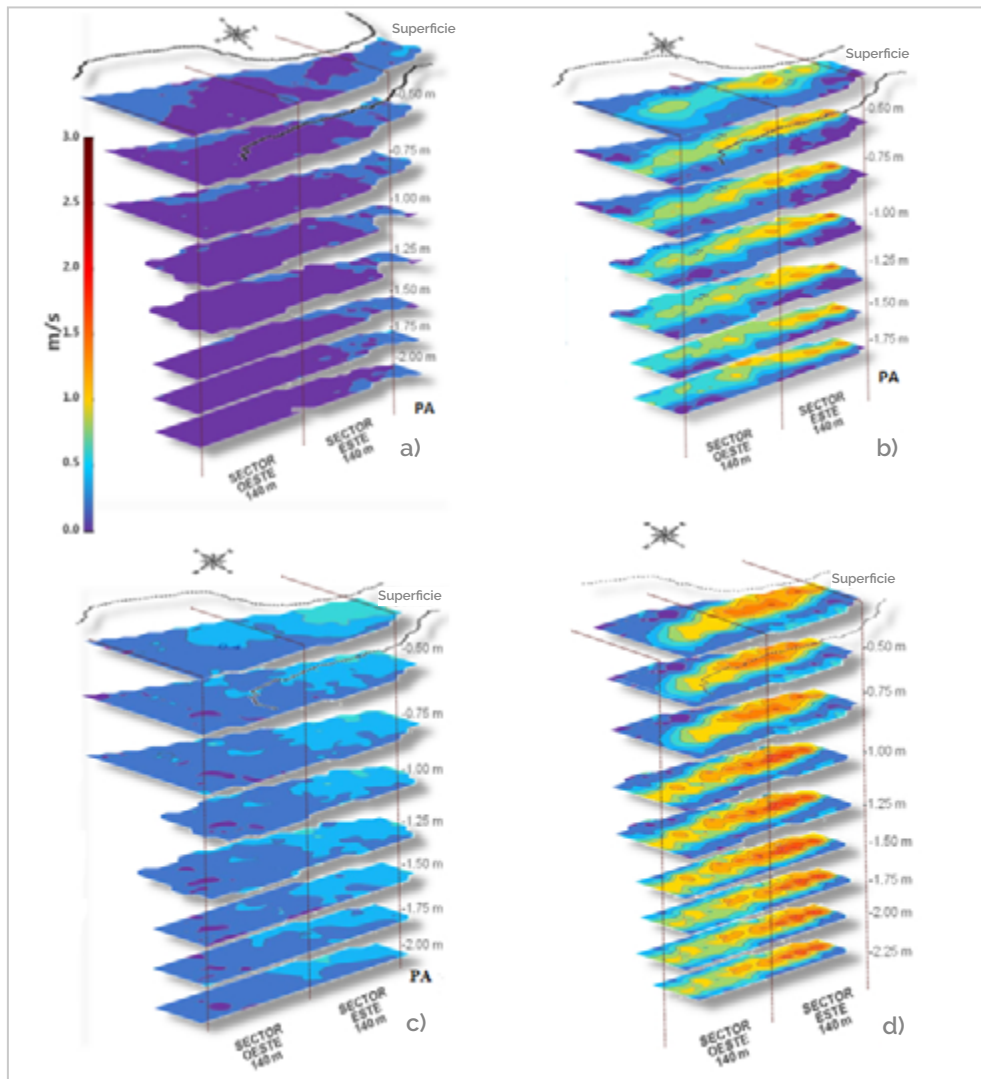 Superficie
-0.50 m
-0.75 m
-1.00 m
-1.25 m
-1.50 m
-1.75 m
-2.00 m
PA
SECTOR
OESTE
140 m
SECTOR
ESTE
140 m
a)
3.0
2.5
2.0
1.5
1.0
0.5
0.0
m/s
Superficie
-0.50 m
-0.75 m
-1.00 m
-1.25 m
-1.50 m
-1.75 m
PA
SECTOR
OESTE
140 m
SECTOR
ESTE
140 m
b)
Superficie
-0.50 m
-0.75 m
-1.00 m
-1.25 m
-1.50 m
-1.75 m
-2.00 m
PA
SECTOR
OESTE
140 m
SECTOR
ESTE
140 m
c)
Superficie
-0.50 m
-0.75 m
-1.00 m
-1.25 m
-1.50 m
-1.75 m
-2.00 m
-2.25 m
SECTOR
OESTE
140 m
SECTOR
ESTE
140 m
d)